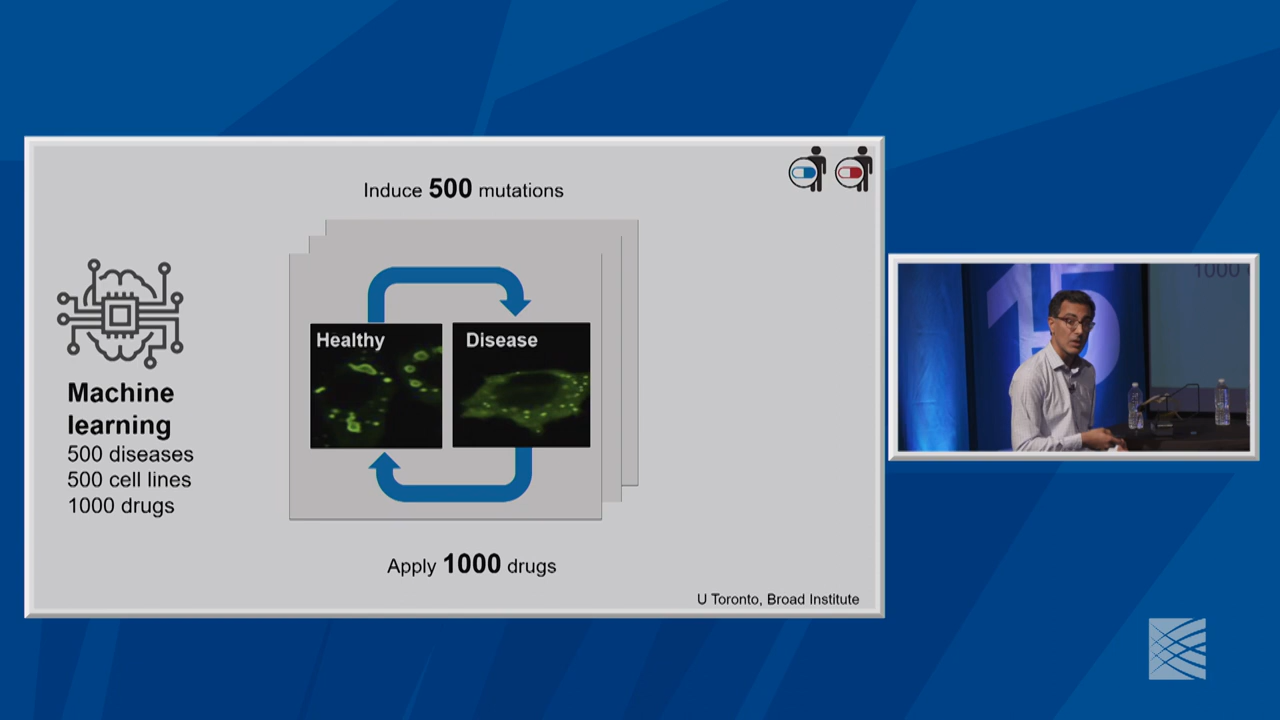 Induce 500 mutations
Healthy
Disease
Machine
learning
500 diseases
500 cell lines
1000 drugs
Apply 1000 drugs
U Toronto, Broad Institute
15
1000